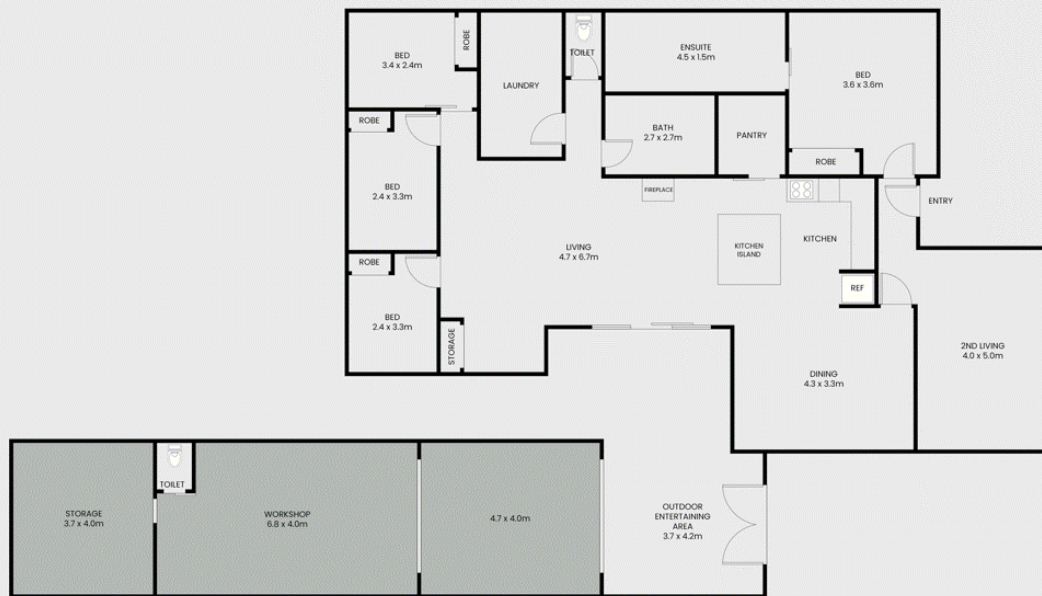 BED
3.4 x 2.4m
ROBE
LAUNDRY
TOILET
ENSUITE
4.5 x 1.5m
BED
3.6 x 3.6m
ROBE
BATH
2.7 x 2.7m
PANTRY
ROBE
BED
2.4 x 3.3m
FIREPLACE
ENTRY
LIVING
4.7 x 6.7m
KITCHEN
ISLAND
KITCHEN
ROBE
REF
BED
2.4 x 3.3m
STORAGE
2ND LIVING
4.0 x 5.0m
DINING
4.3 x 3.3m
TOILET
STORAGE
3.7 x 4.0m
WORKSHOP
6.8 x 4.0m
4.7 x 4.0m
OUTDOOR
ENTERTAINING
AREA
3.7 x 4.2m